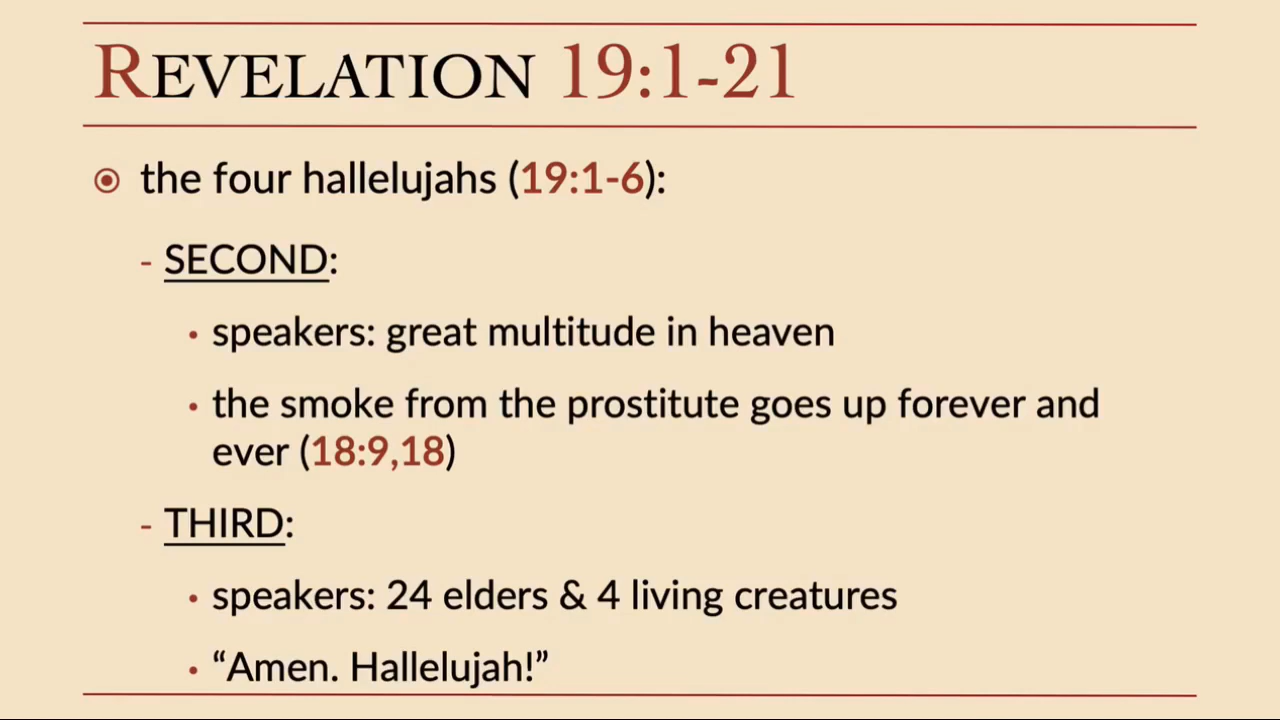 REVELATION 19:1-21
the four hallelujahs (19:1-6):
- SECOND:
• speakers: great multitude in heaven
• the smoke from the prostitute goes up forever and
ever (18:9,18)
- THIRD:
• speakers: 24 elders & 4 living creatures
• “Amen. Hallelujah!”